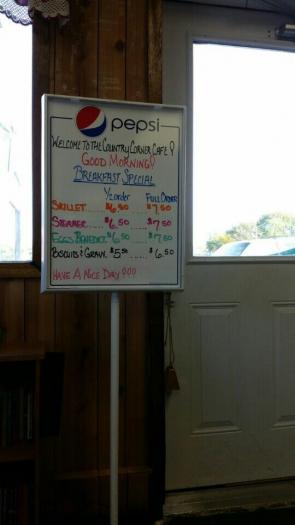 pepsi
WELCOME TO THE COUNTRY CORNER CAFE!
GOOD MORNING!
BREAKFAST SPECIAL
½ order FULL ORDER
SKILLET $6.50 $7.50
$6.50 $7.50
EGGS BENEDICT $6.50 $7.50
BISCUITS & GRAVY $5.50 $6.50
HAVE A NICE DAY!!!